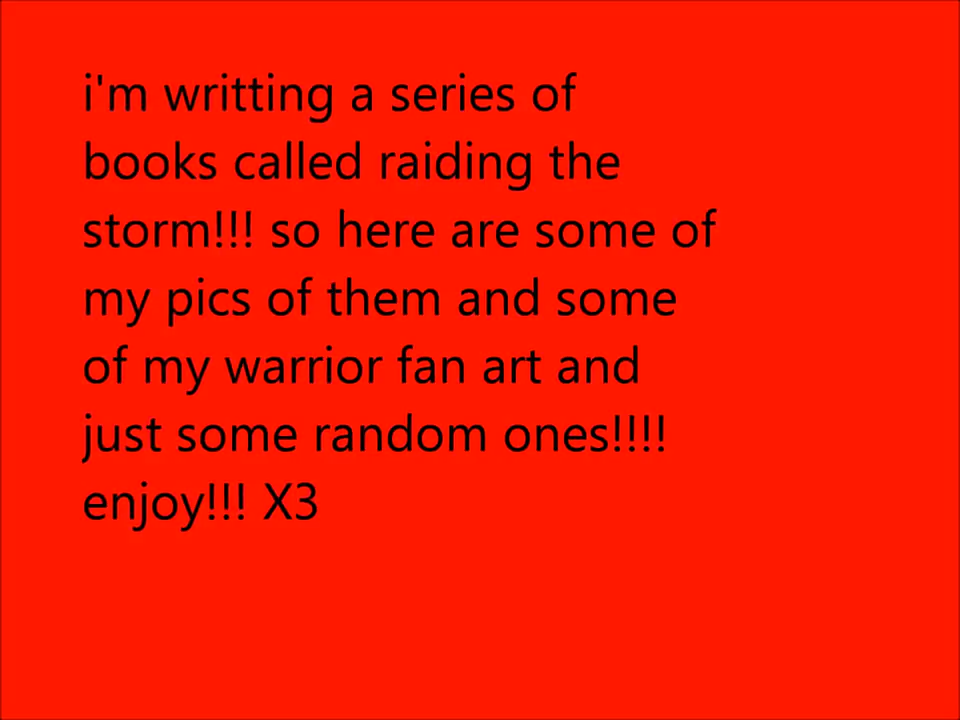 i'm writting a series of
books called raiding the
storm!!! so here are some of
my pics of them and some
of my warrior fan art and
just some random ones!!!!
enjoy!!! X3